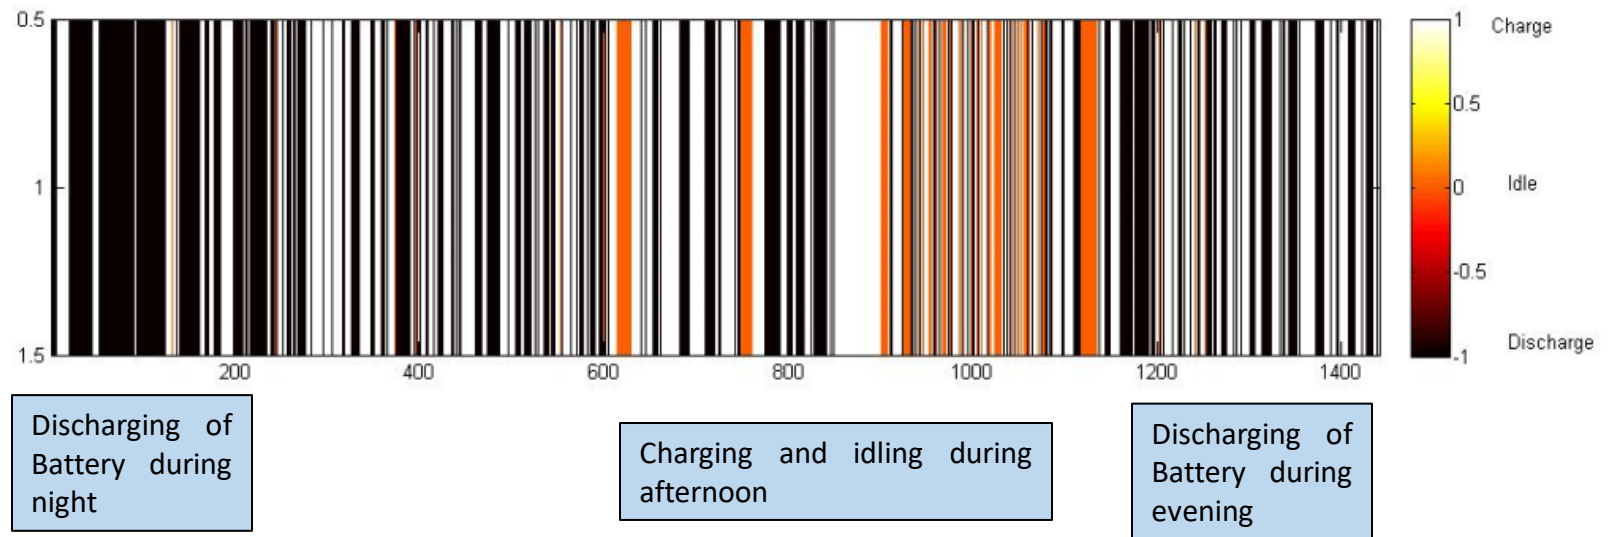 0.5
1
1.5
200
400
600
800
1000
1200
1400
1
0.5
0
-0.5
-1
Charge
Idle
Discharge
Discharging of
Battery during
night
Charging and idling during
afternoon
Discharging of
Battery during
evening